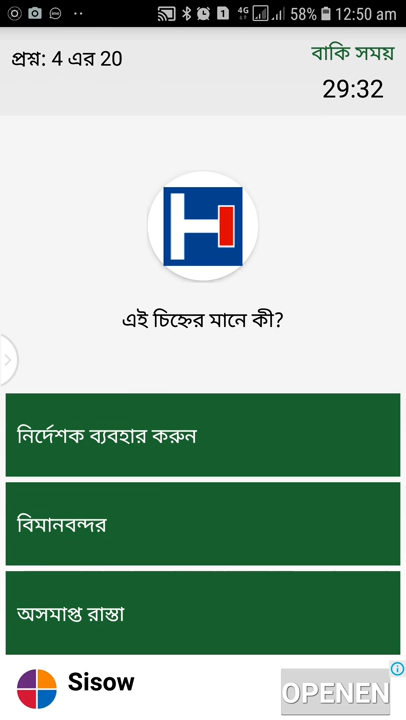 4G 58% 12:50 am
প্রশ্ন: 4 এর 20
বাকি সময়
29:32
এই চিহ্নের মানে কী?
নির্দেশক ব্যবহার করুন
বিমানবন্দর
অসমাপ্ত রাস্তা
Sisow
OPENEN